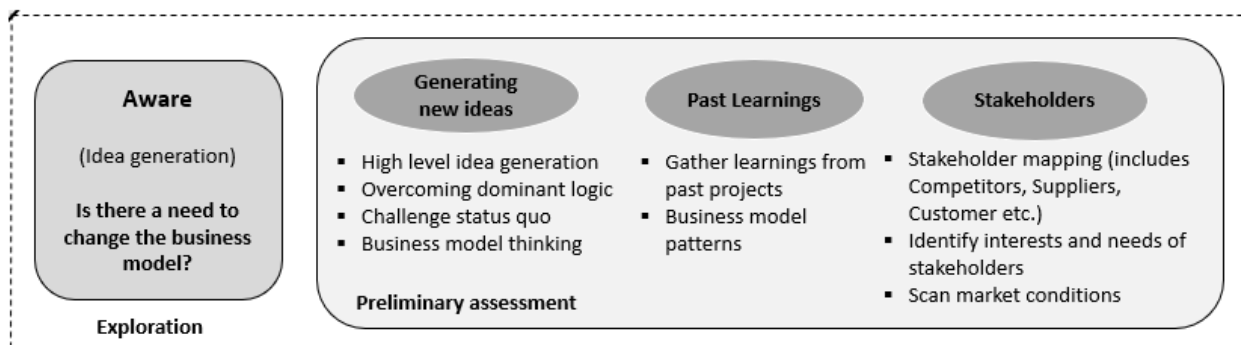 Aware
(Idea generation)
Is there a need to
change the business
model?
Exploration
Generating
new ideas
▪ High level idea generation
▪ Overcoming dominant logic
▪ Challenge status quo
▪ Business model thinking
Preliminary assessment
Past Learnings
▪ Gather learnings from
past projects
▪ Business model
patterns
Stakeholders
▪ Stakeholder mapping (includes
Competitors, Suppliers,
Customer etc.)
▪ Identify interests and needs of
stakeholders
▪ Scan market conditions